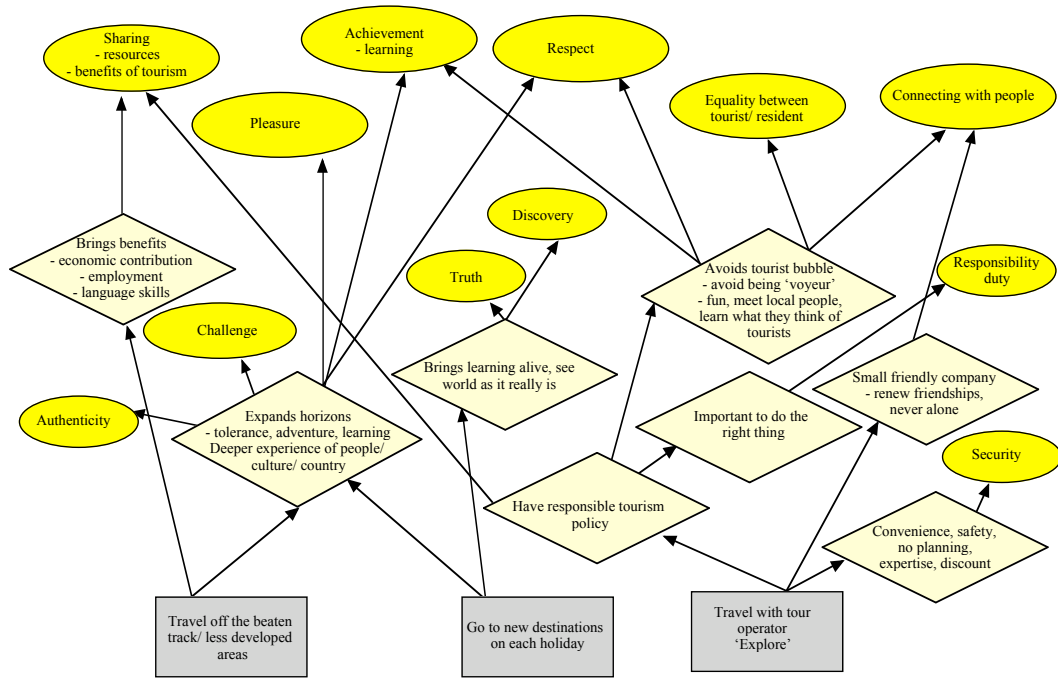 Sharing
- resources
- benefits of tourism
Achievement
- learning
Respect
Pleasure
Equality between
tourist/ resident
Connecting with people
Discovery
Brings benefits
- economic contribution
- employment
- language skills
Truth
Avoids tourist bubble
- avoid being ‘voyeur’
- fun, meet local people,
learn what they think of
tourists
Responsibility
duty
Challenge
Brings learning alive, see
world as it really is
Small friendly company
- renew friendships,
never alone
Authenticity
Expands horizons
- tolerance, adventure, learning
Deeper experience of people/
culture/ country
Important to do the
right thing
Security
Have responsible tourism
policy
Convenience, safety,
no planning,
expertise, discount
Travel off the beaten
track/ less developed
areas
Go to new destinations
on each holiday
Travel with tour
operator
‘Explore’